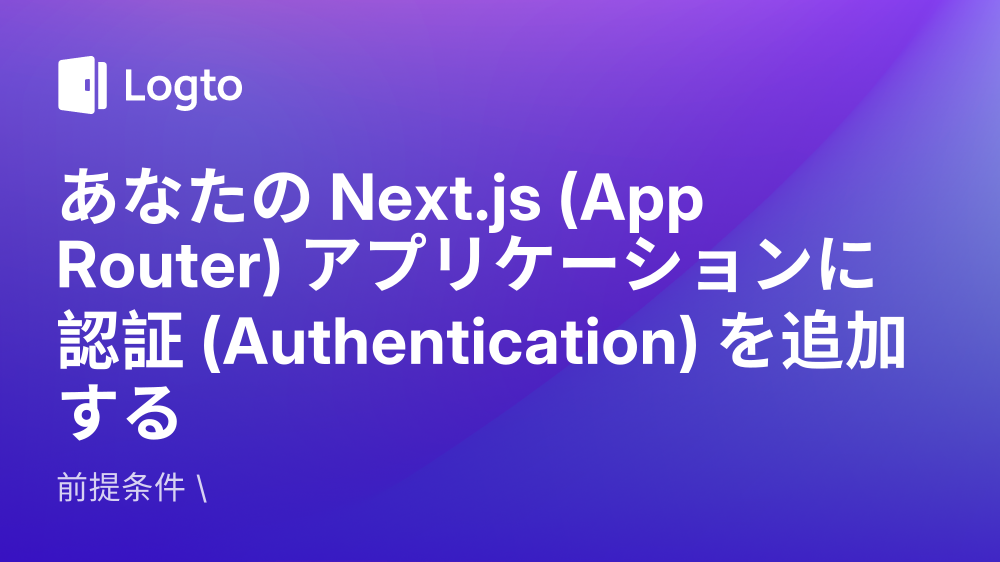 Logto
あなたの Next.js (App
Router) アプリケーションに
認証 (Authentication) を追加
する
前提条件 \